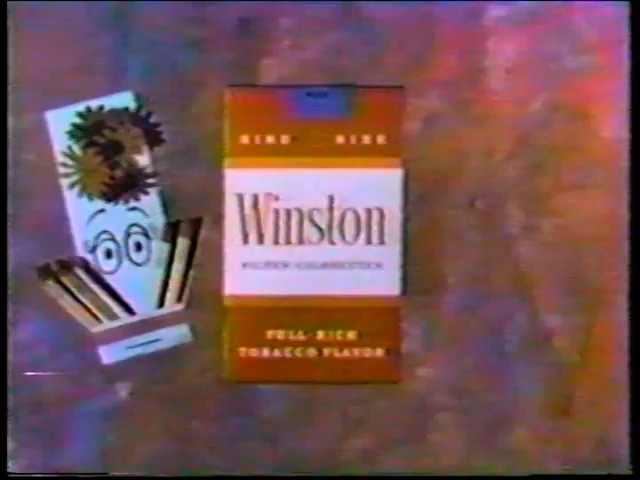 KING SIZE
Winston
FILTER CIGARETTES
FULL RICH
TOBACCO FLAVOR